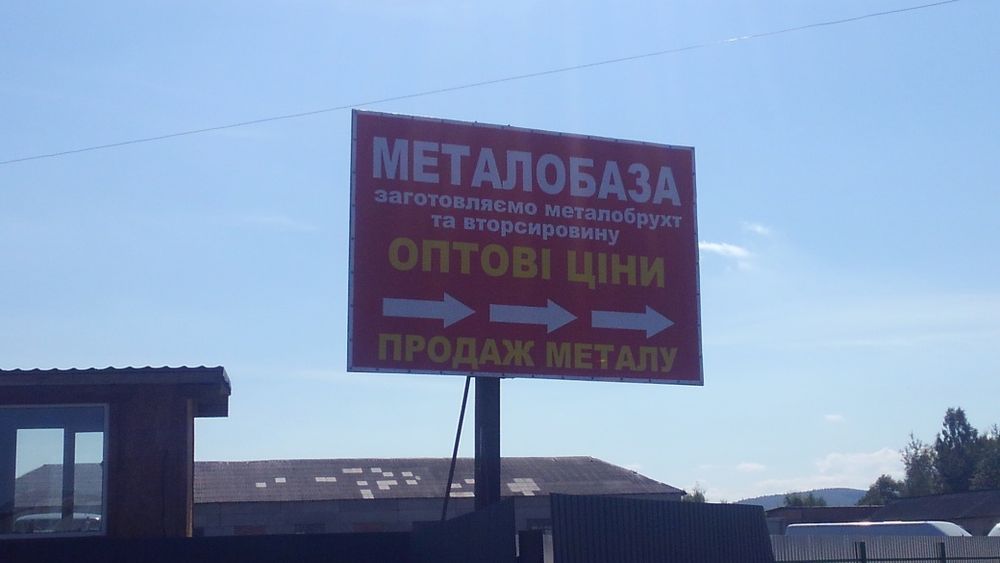 МЕТАЛОБАЗА
заготовляємо металобрухт
та вторсировину
ОПТОВІ ЦІНИ
ПРОДАЖ МЕТАЛУ